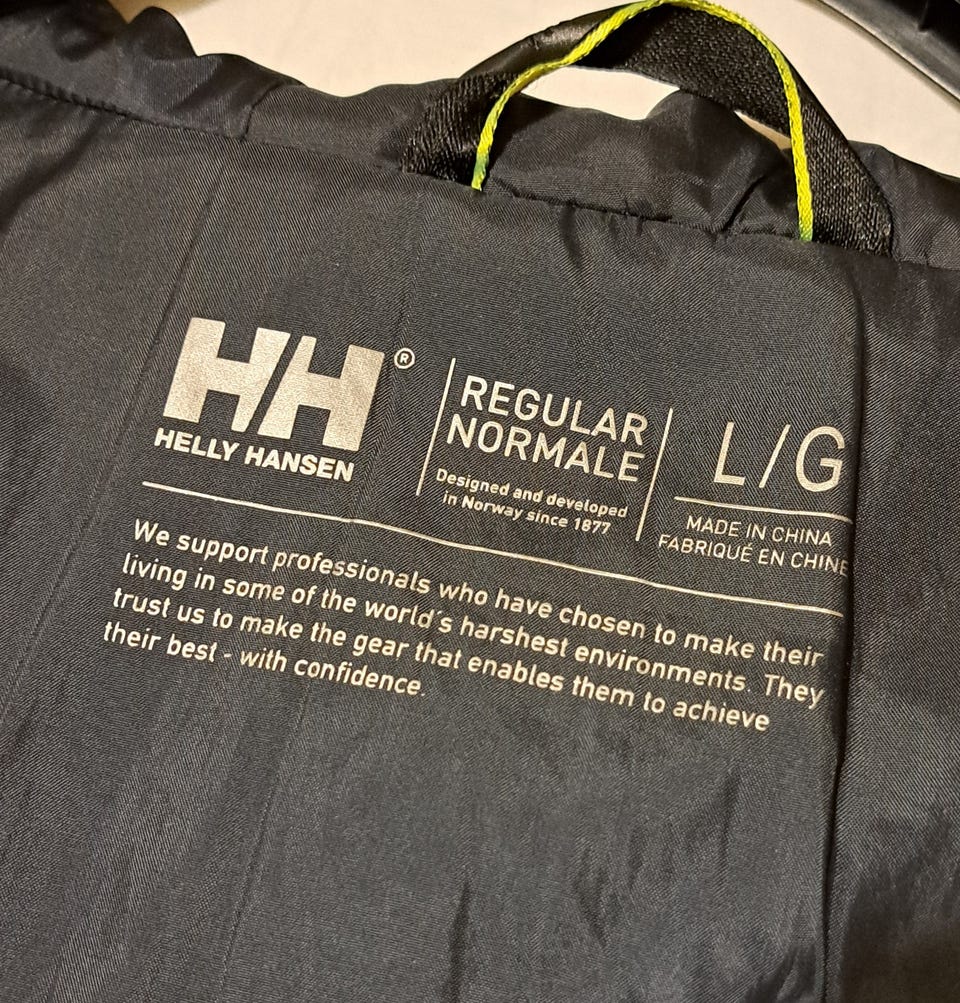 HH®
HELLY HANSEN
REGULAR
NORMALE
Designed and developed
in Norway since 1877
L/G
MADE IN CHINA
FABRIQUÉ EN CHINE
We support professionals who have chosen to make their
living in some of the world´s harshest environments. They
trust us to make the gear that enables them to achieve
their best - with confidence.